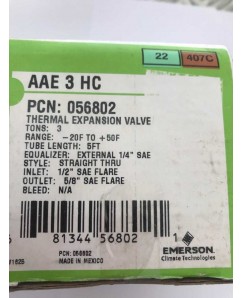 22 407C
AAE 3 HC
PCN: 056802
THERMAL EXPANSION VALVE
TONS: 3
RANGE: -20F TO +50F
TUBE LENGTH: 5FT
EQUALIZER: EXTERNAL 1/4" SAE
STYLE: STRAIGHT THRU
INLET: 1/2" SAE FLARE
OUTLET: 5/8" SAE FLARE
BLEED: N/A
81344 56802
EMERSON
Climate Technologies
PCN: 056802
MADE IN MEXICO